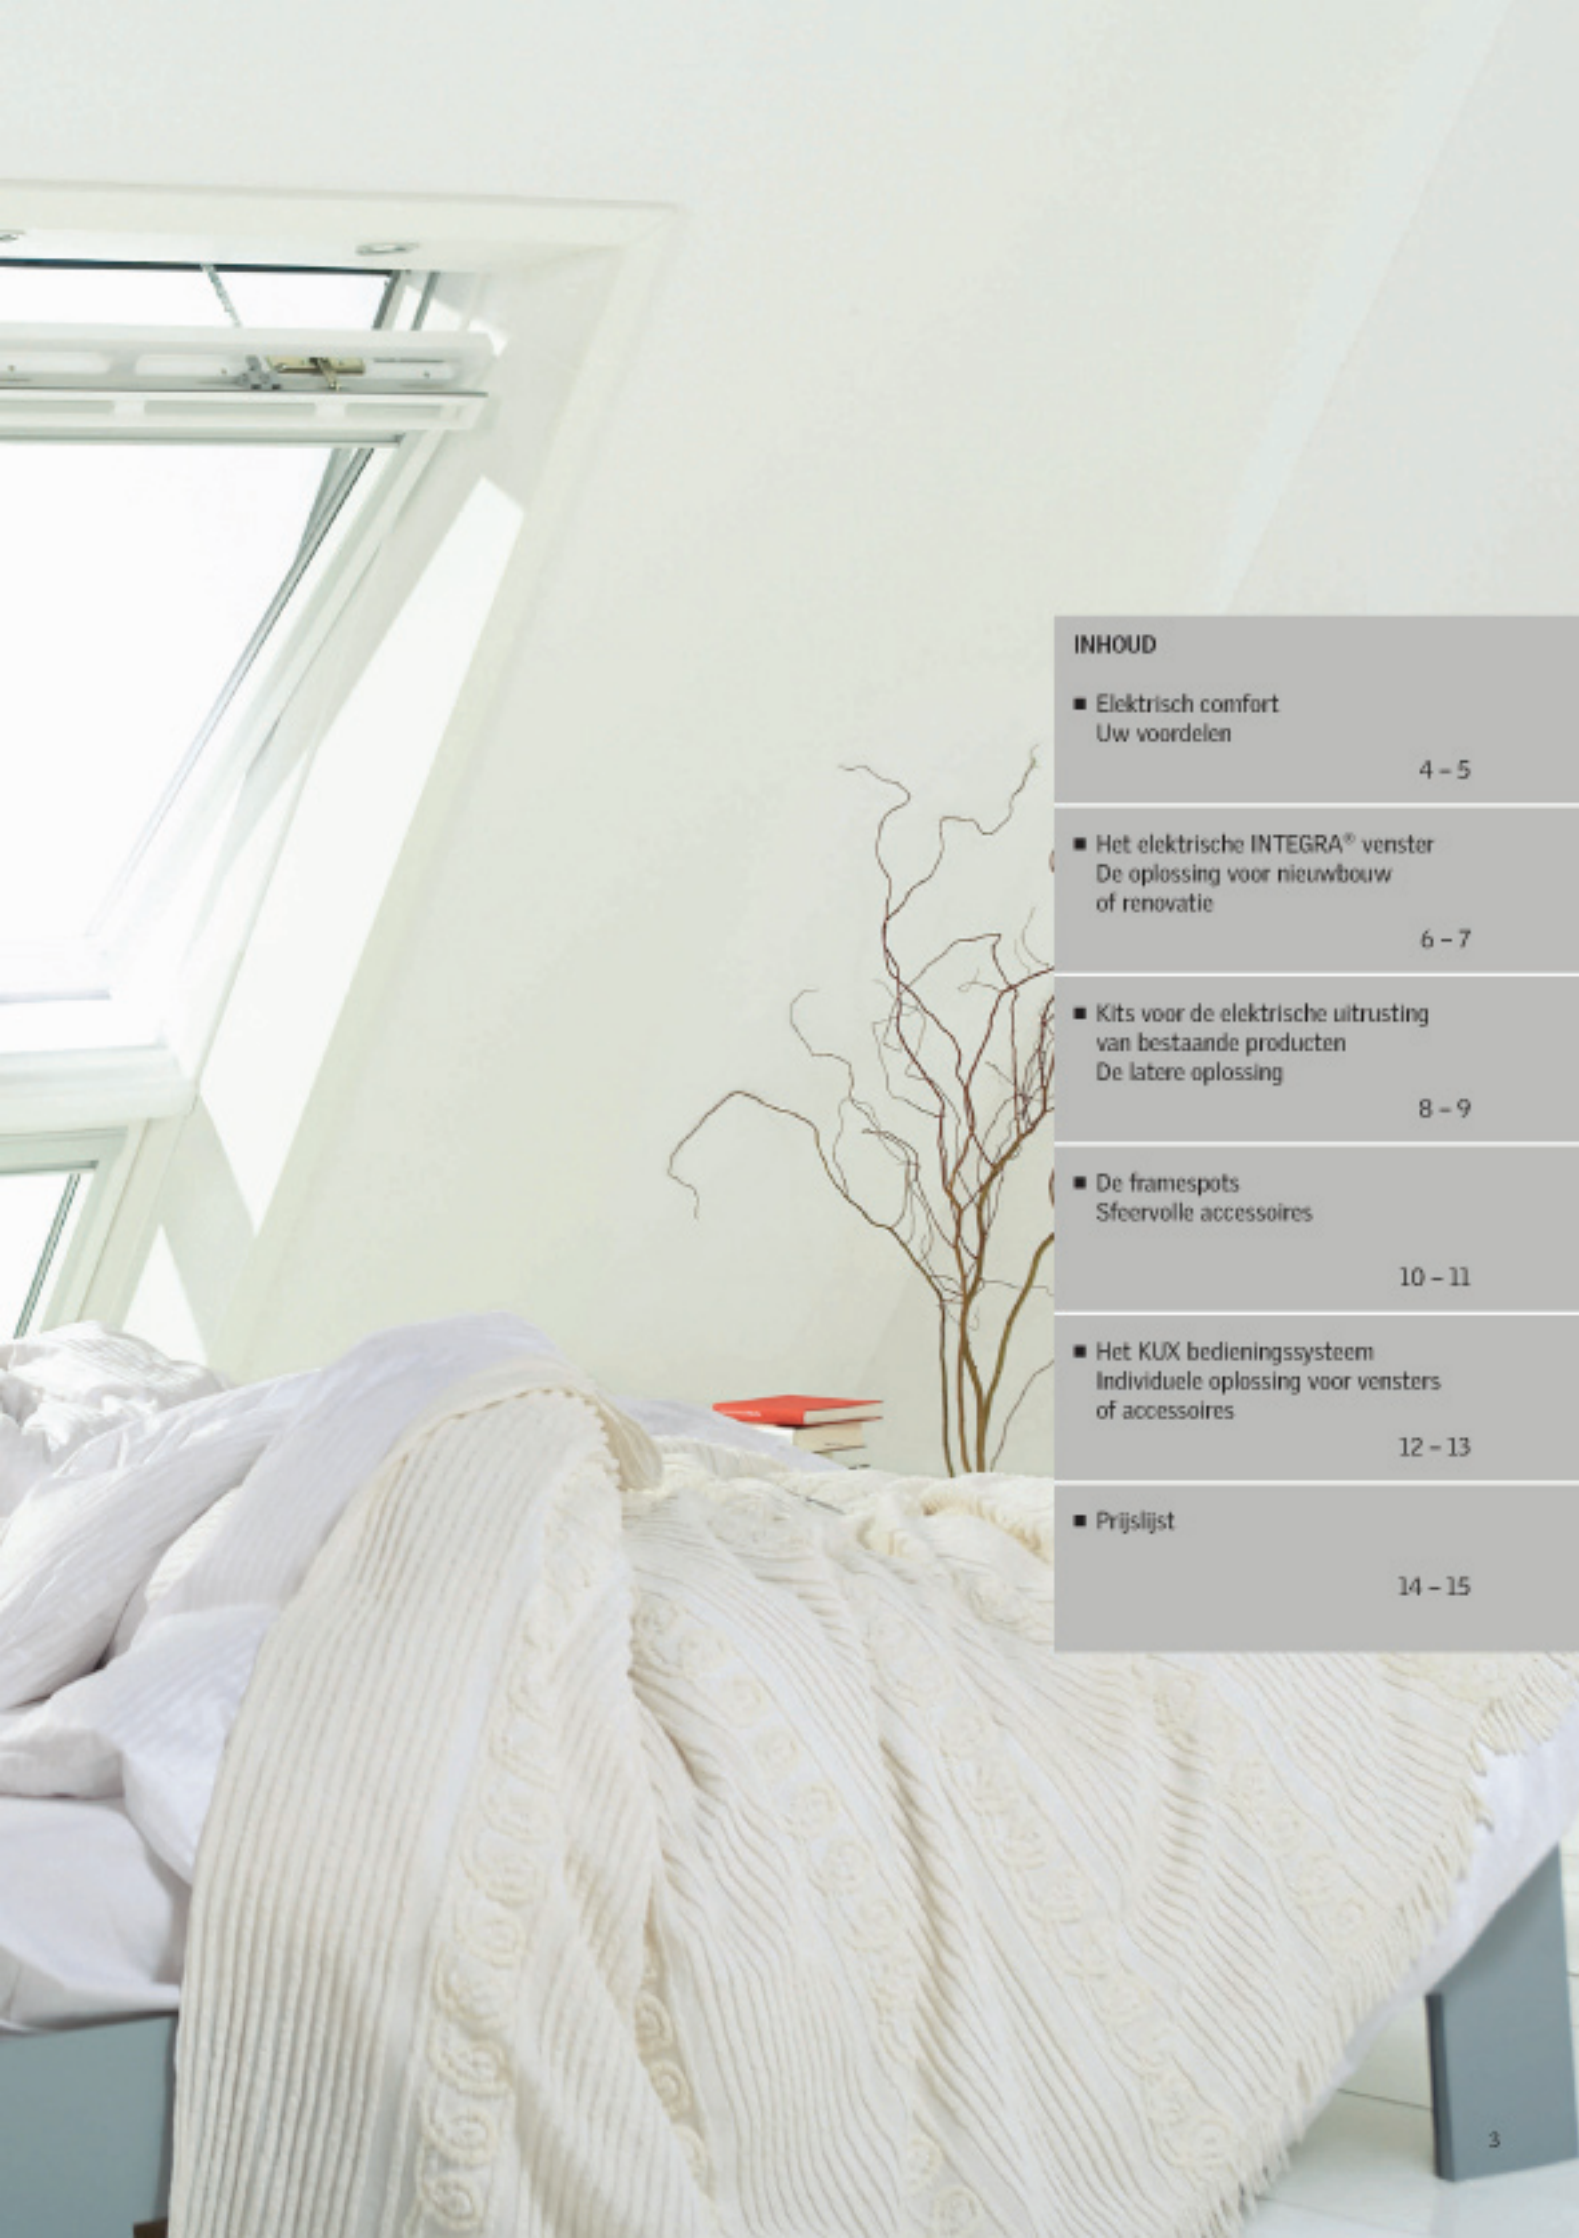 INHOUD
■ Elektrisch comfort
Uw voordelen
4 – 5
■ Het elektrische INTEGRA® venster
De oplossing voor nieuwbouw
of renovatie
6 – 7
■ Kits voor de elektrische uitrusting
van bestaande producten
De latere oplossing
8 – 9
■ De framespots
Sfeervolle accessoires
10 – 11
■ Het KUX bedieningssysteem
Individuele oplossing voor vensters
of accessoires
12 – 13
■ Prijslijst
14 – 15
3